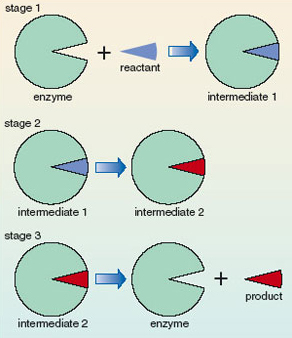 stage 1
+
reactant
enzyme
intermediate 1
stage 2
intermediate 1
intermediate 2
stage 3
+
product
intermediate 2
enzyme